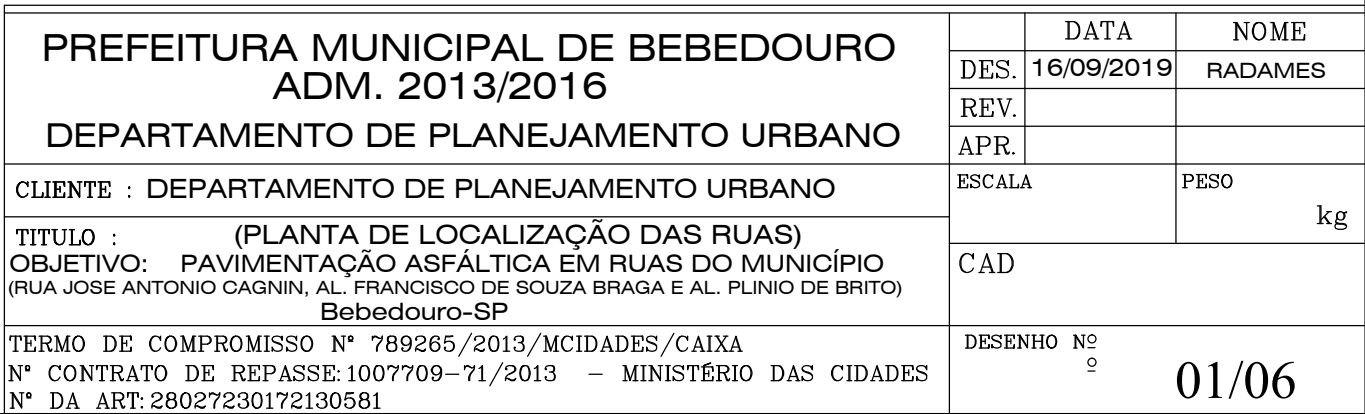 PREFEITURA MUNICIPAL DE BEBEDOURO
ADM. 2013/2016
DEPARTAMENTO DE PLANEJAMENTO URBANO
DATA NOME
DES. 16/09/2019 RADAMES
REV.
APR.
CLIENTE : DEPARTAMENTO DE PLANEJAMENTO URBANO
ESCALA PESO
kg
TITULO : (PLANTA DE LOCALIZAÇÃO DAS RUAS)
OBJETIVO: PAVIMENTAÇÃO ASFÁLTICA EM RUAS DO MUNICÍPIO
(RUA JOSE ANTONIO CAGNIN, AL. FRANCISCO DE SOUZA BRAGA E AL. PLINIO DE BRITO)
Bebedouro-SP
CAD
TERMO DE COMPROMISSO Nº 789265/2013/MCIDADES/CAIXA
Nº CONTRATO DE REPASSE:1007709-71/2013 - MINISTÉRIO DAS CIDADES
Nº DA ART:28027230172130581
DESENHO Nº
º
01/06